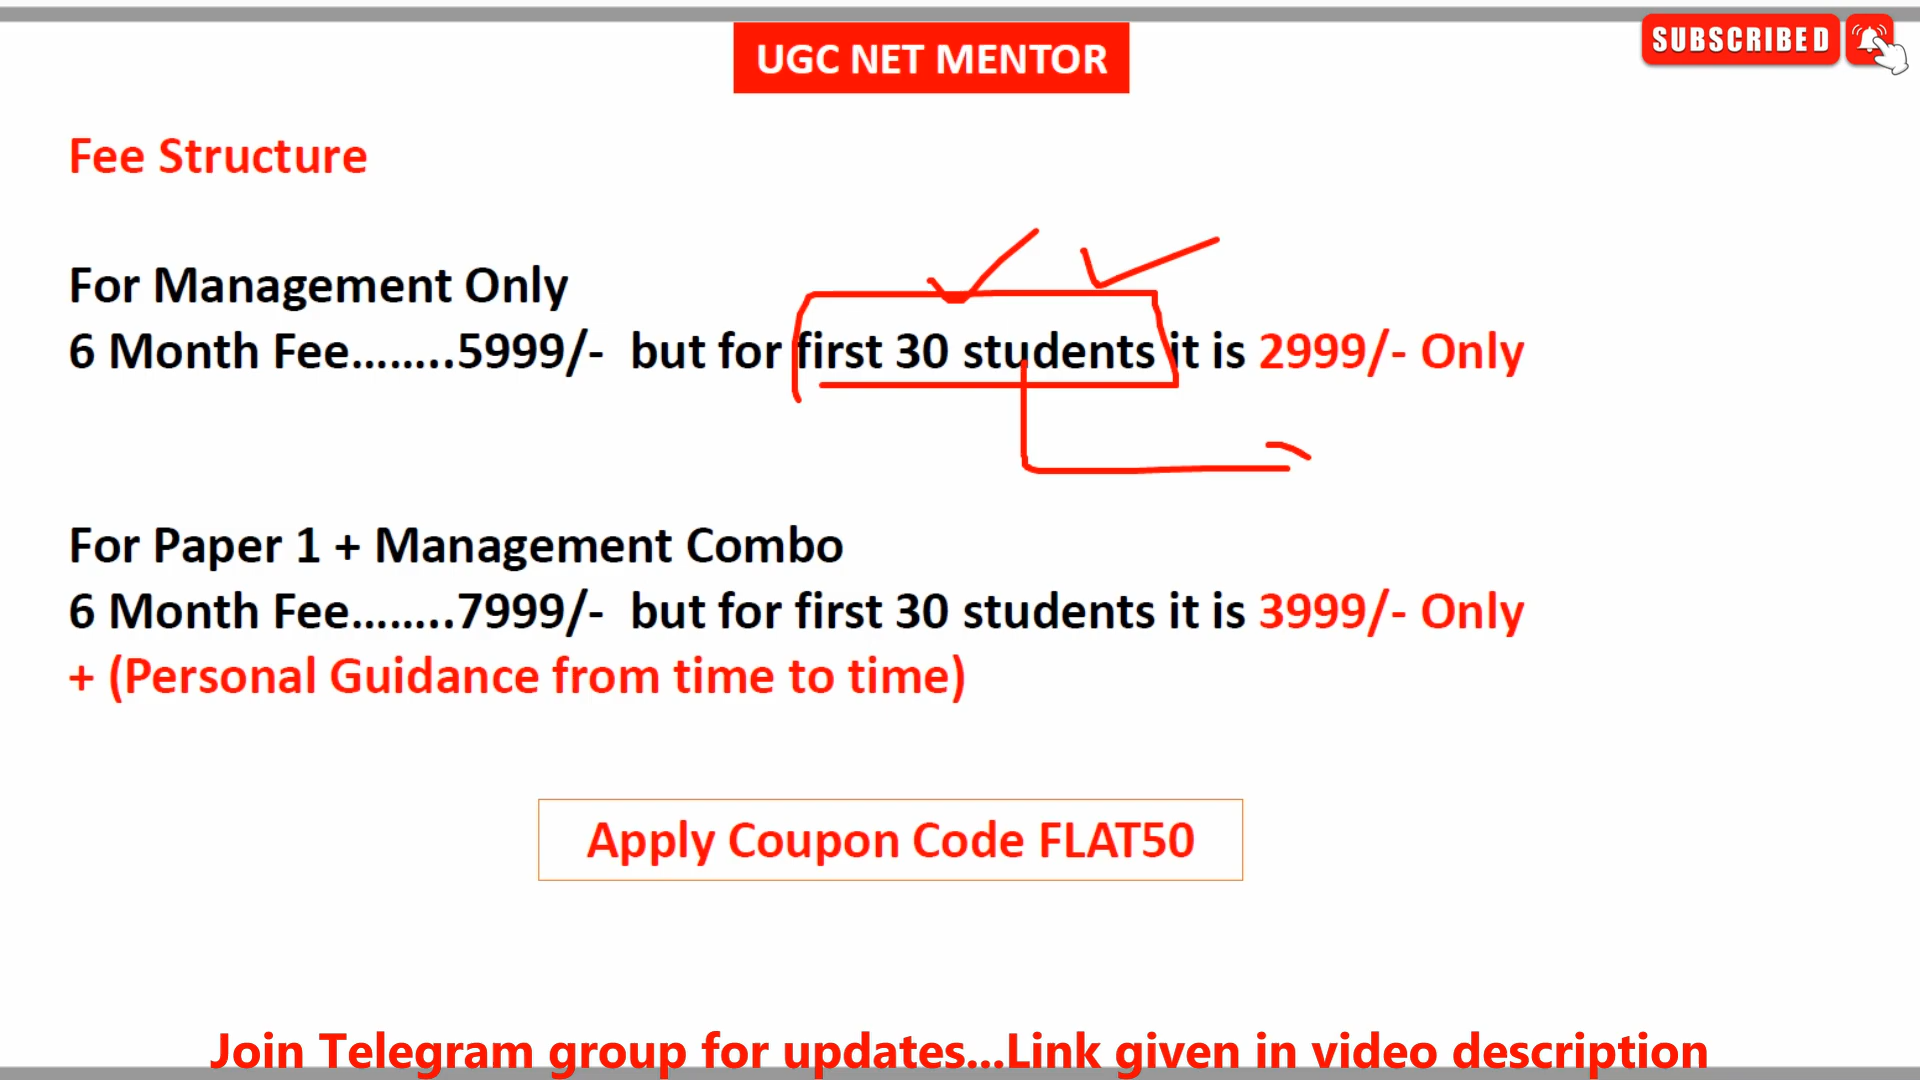 UGC NET MENTOR
SUBSCRIBED
Fee Structure
For Management Only
6 Month Fee........5999/-  but for first 30 students it is 2999/- Only
For Paper 1 + Management Combo
6 Month Fee........7999/-  but for first 30 students it is 3999/- Only
+ (Personal Guidance from time to time)
Apply Coupon Code FLAT50
Join Telegram group for updates...Link given in video description